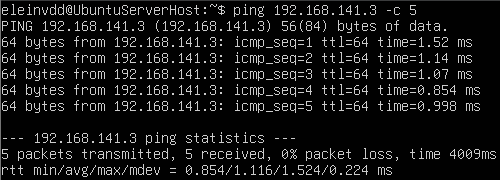 eleinvdd@UbuntuServerHost:~$ ping 192.168.141.3 -c 5
PING 192.168.141.3 (192.168.141.3) 56(84) bytes of data.
64 bytes from 192.168.141.3: icmp_seq=1 ttl=64 time=1.52 ms
64 bytes from 192.168.141.3: icmp_seq=2 ttl=64 time=1.14 ms
64 bytes from 192.168.141.3: icmp_seq=3 ttl=64 time=1.07 ms
64 bytes from 192.168.141.3: icmp_seq=4 ttl=64 time=0.854 ms
64 bytes from 192.168.141.3: icmp_seq=5 ttl=64 time=0.998 ms

--- 192.168.141.3 ping statistics ---
5 packets transmitted, 5 received, 0% packet loss, time 4009ms
rtt min/avg/max/mdev = 0.854/1.116/1.524/0.224 ms